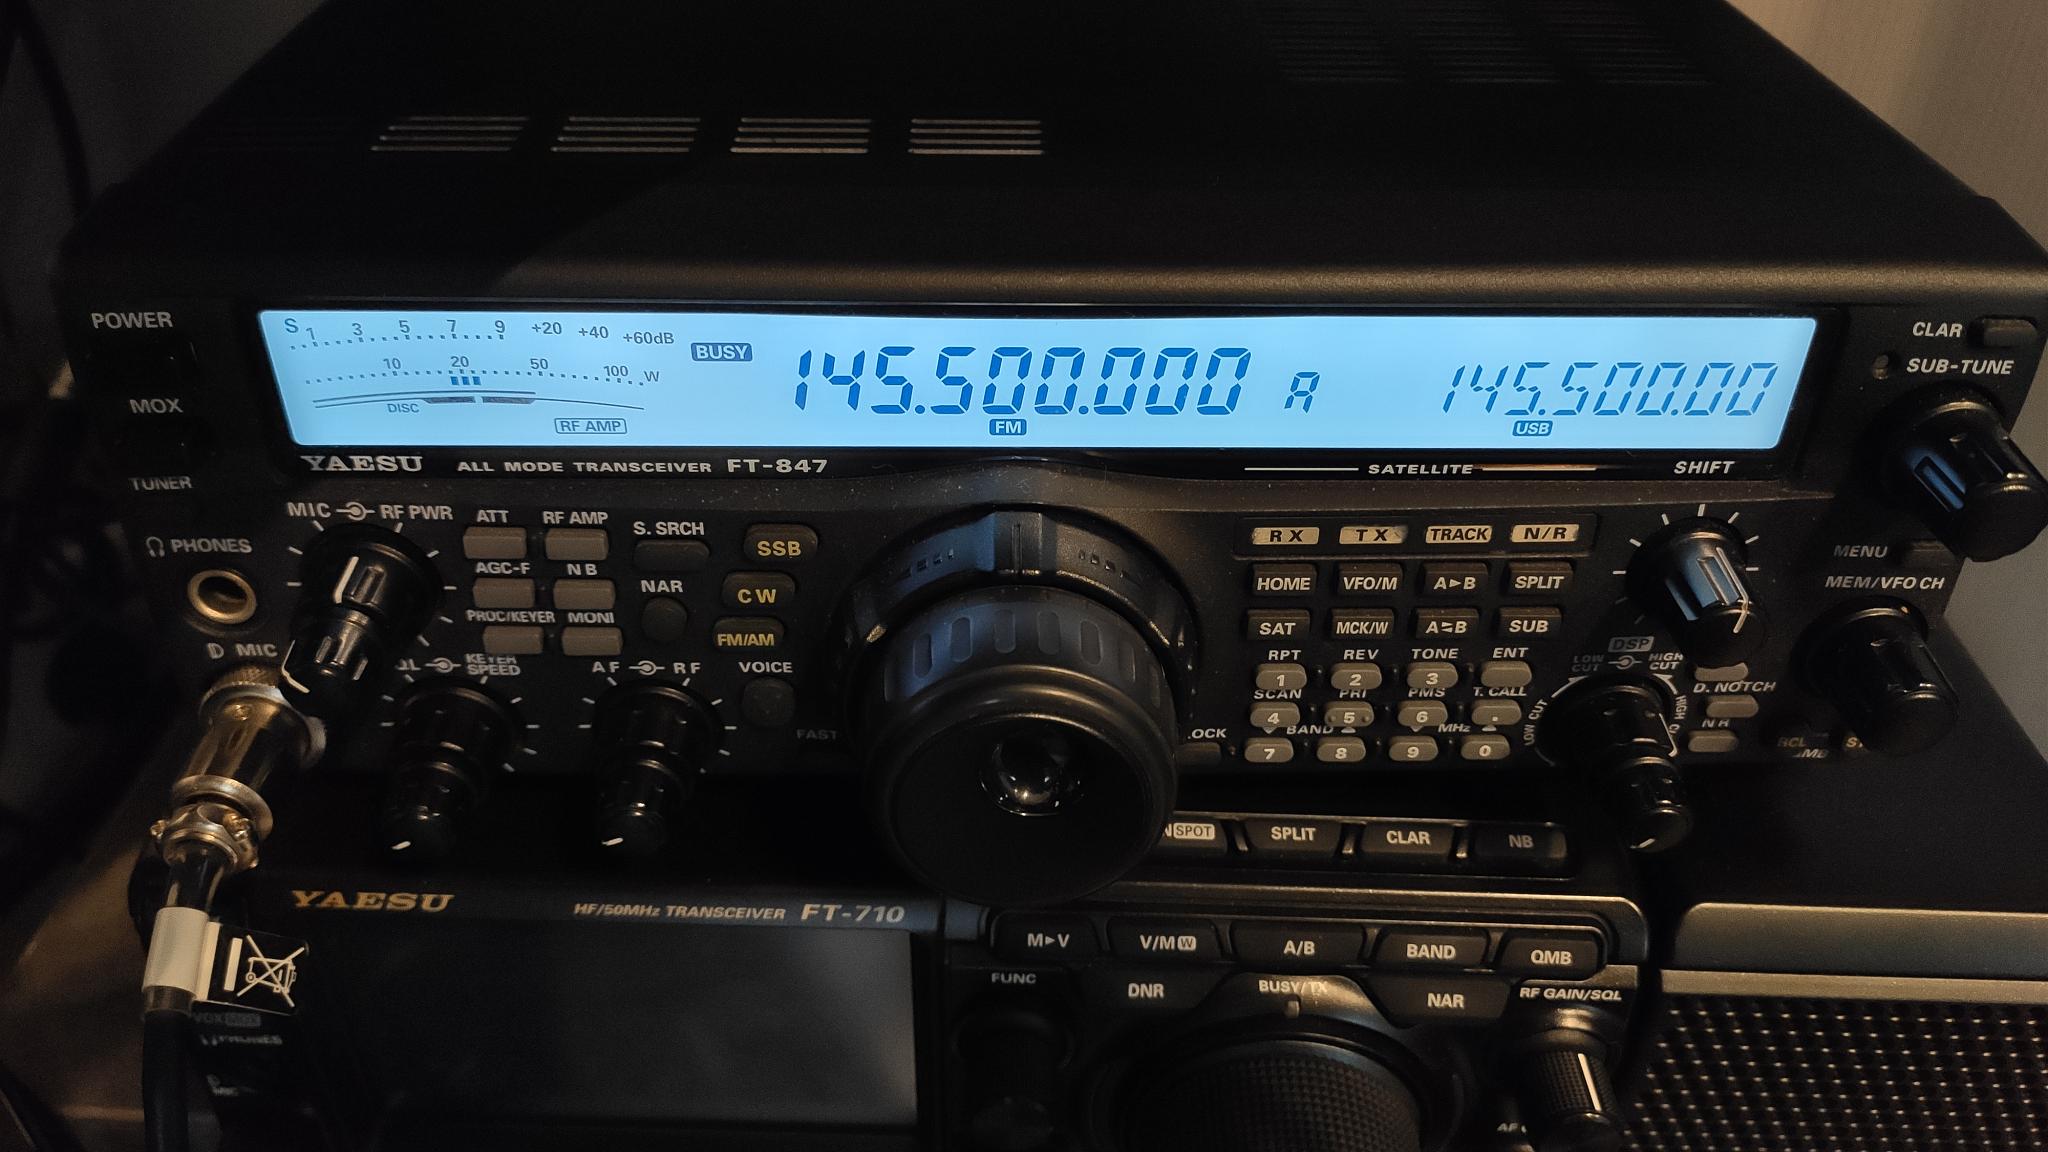 POWER
MOX
TUNER
PHONES
MIC
S 1 3 5 7 9 +20 +40 +60dB
10 20 50 100 W
DISC
RF AMP
BUSY
145.500.000 A
FM
145.500.00
USB
CLAR
SUB-TUNE
YAESU ALL MODE TRANSCEIVER FT-847
SATELLITE SHIFT
MIC RF PWR
ATT RF AMP
AGC-F NB
PROC/KEYER MONI
KEYER SPEED
AF RF
S. SRCH
NAR
SSB
CW
FM/AM
VOICE
FAST
RX TX TRACK N/R
HOME VFO/M A►B SPLIT
SAT MCK/W A⇆B SUB
RPT REV TONE ENT
1 2 3
SCAN PRI PMS T. CALL
4 5 6 .
BAND MHz
7 8 9 0
DSP
LOW CUT HIGH CUT
LOW CUT
D. NOTCH
NR
MENU
MEM/VFO CH
SPOT SPLIT CLAR NB
YAESU HF/50MHz TRANSCEIVER FT-710
M►V V/M W A/B BAND QMB
FUNC
DNR
BUSY/TX
NAR
RF GAIN/SQL
VOX MOX
PHONES